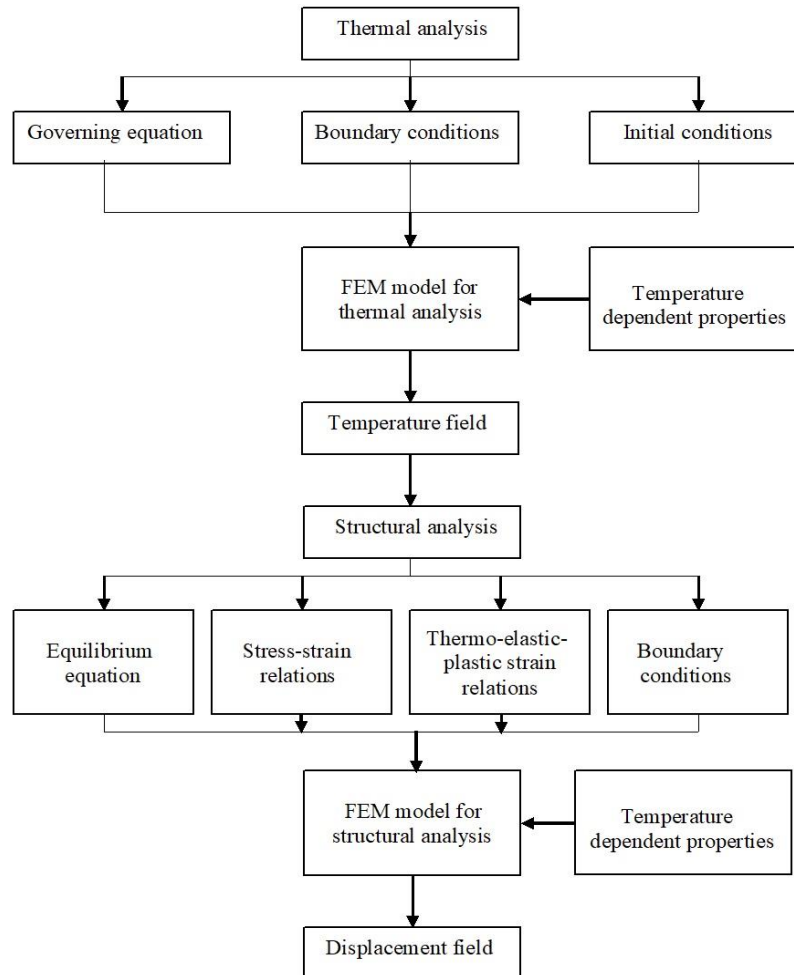 Thermal analysis
Governing equation
Boundary conditions
Initial conditions
FEM model for
thermal analysis
Temperature
dependent properties
Temperature field
Structural analysis
Equilibrium
equation
Stress-strain
relations
Thermo-elastic-
plastic strain
relations
Boundary
conditions
FEM model for
structural analysis
Temperature
dependent properties
Displacement field